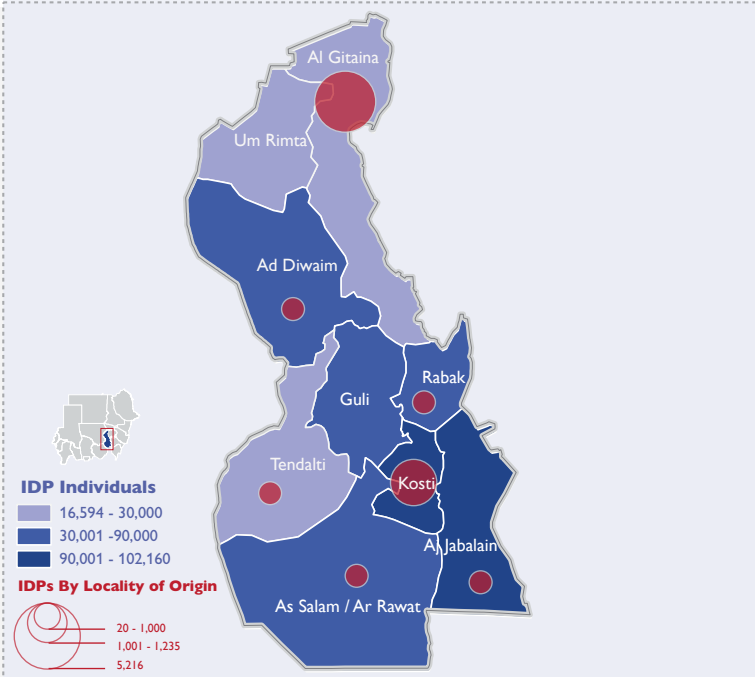 Al Gitaina
Um Rimta
Ad Diwaim
Rabak
Guli
Tendalti
Kosti
Aj Jabalain
As Salam / Ar Rawat
IDP Individuals
16,594 - 30,000
30,001 -90,000
90,001 - 102,160
IDPs By Locality of Origin
20 - 1,000
1,001 - 1,235
5,216